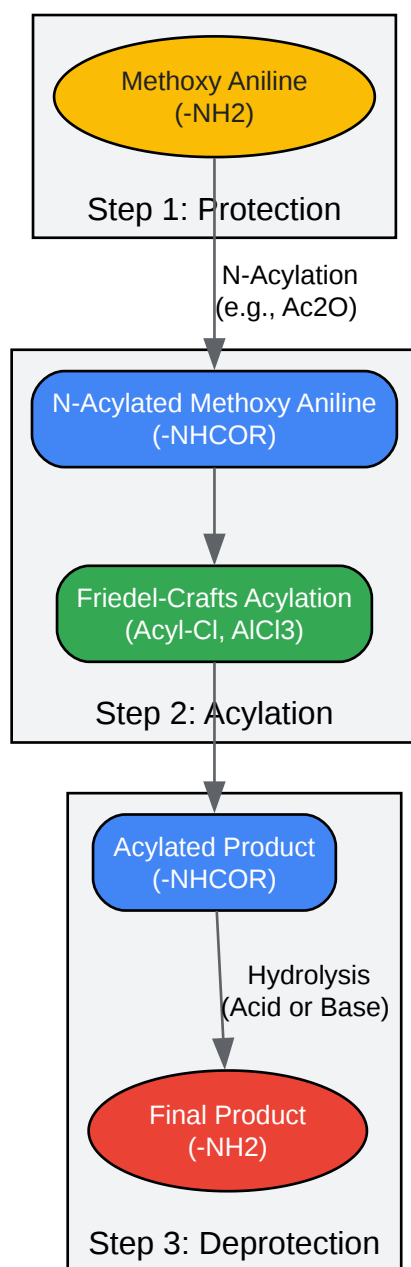 Methoxy Aniline
(-NH2)
Step 1: Protection
N-Acylation
(e.g., Ac2O)
N-Acylated Methoxy Aniline
(-NHCOR)
Friedel-Crafts Acylation
(Acyl-Cl, AlCl3)
Step 2: Acylation
Acylated Product
(-NHCOR)
Hydrolysis
(Acid or Base)
Final Product
(-NH2)
Step 3: Deprotection